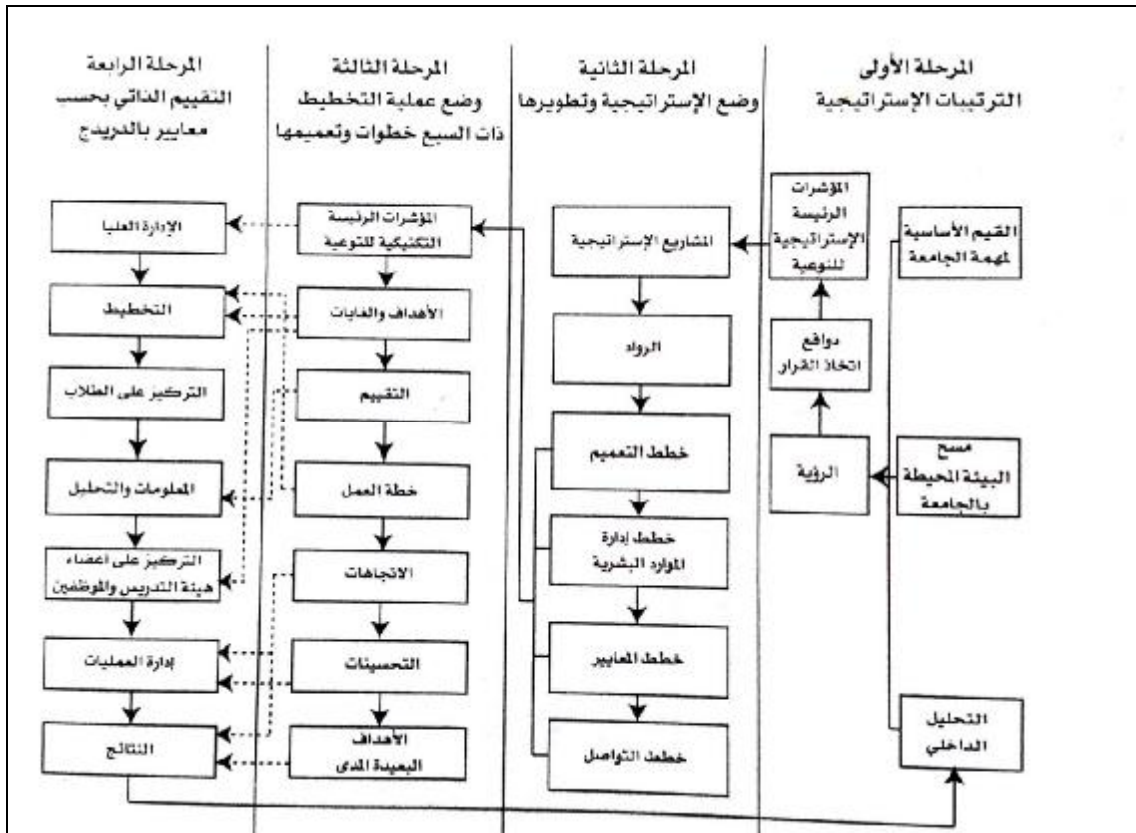 المرحلة الأولى
الترتيبات الإستراتيجية
المرحلة الثانية
وضع الإستراتيجية وتطويرها
المرحلة الثالثة
وضع عملية التخطيط
ذات السبع خطوات وتعميمها
المرحلة الرابعة
التقييم الذاتي بحسب
معايير بالدريدج
القيم الأساسية
لمهمة الجامعة
مسح
البيئة المحيطة
بالجامعة
التحليل
الداخلي
المؤشرات
الرئيسة
الإستراتيجية
للنوعية
دوافع
اتخاذ القرار
الرؤية
المشاريع الإستراتيجية
الرواد
خطط التعميم
خطط إدارة
الموارد البشرية
خطط المعايير
خطط التواصل
المؤشرات الرئيسة
التكتيكية للنوعية
الأهداف والغايات
التقييم
خطة العمل
الاتجاهات
التحسينات
الأهداف
البعيدة المدى
الإدارة العليا
التخطيط
التركيز على الطلاب
المعلومات والتحليل
التركيز على أعضاء
هيئة التدريس والموظفين
إدارة العمليات
النتائج